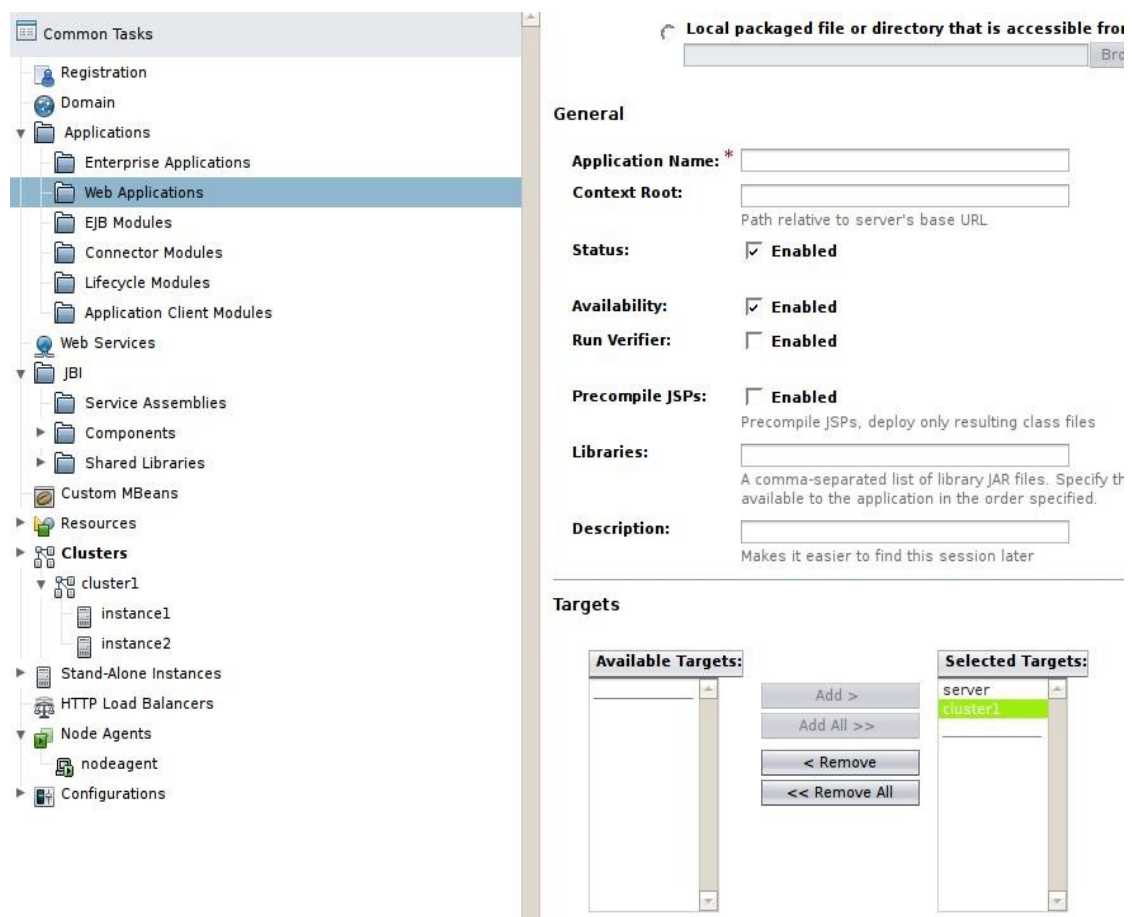 Common Tasks
Registration
Domain
Applications
Enterprise Applications
Web Applications
EJB Modules
Connector Modules
Lifecycle Modules
Application Client Modules
Web Services
JBI
Service Assemblies
Components
Shared Libraries
Custom MBeans
Resources
Clusters
cluster1
instance1
instance2
Stand-Alone Instances
HTTP Load Balancers
Node Agents
nodeagent
Configurations
Local packaged file or directory that is accessible fro
Bro
General
Application Name: *
Context Root:
Path relative to server's base URL
Status: Enabled
Availability: Enabled
Run Verifier: Enabled
Precompile JSPs: Enabled
Precompile JSPs, deploy only resulting class files
Libraries:
A comma-separated list of library JAR files. Specify th
available to the application in the order specified.
Description:
Makes it easier to find this session later
Targets
Available Targets: Selected Targets:
Add >
Add All >>
< Remove
<< Remove All
server
cluster1